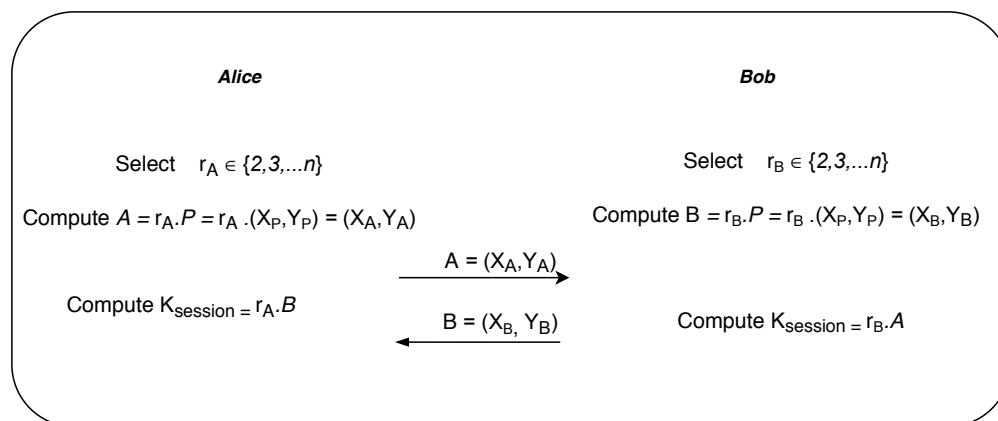 Alice
Bob
Select r_A ∈ {2,3,...n}
Select r_B ∈ {2,3,...n}
Compute A = r_A.P = r_A .(X_P,Y_P) = (X_A,Y_A)
Compute B = r_B.P = r_B .(X_P,Y_P) = (X_B,Y_B)
A = (X_A,Y_A)
Compute K_session = r_A.B
B = (X_B, Y_B)
Compute K_session = r_B.A